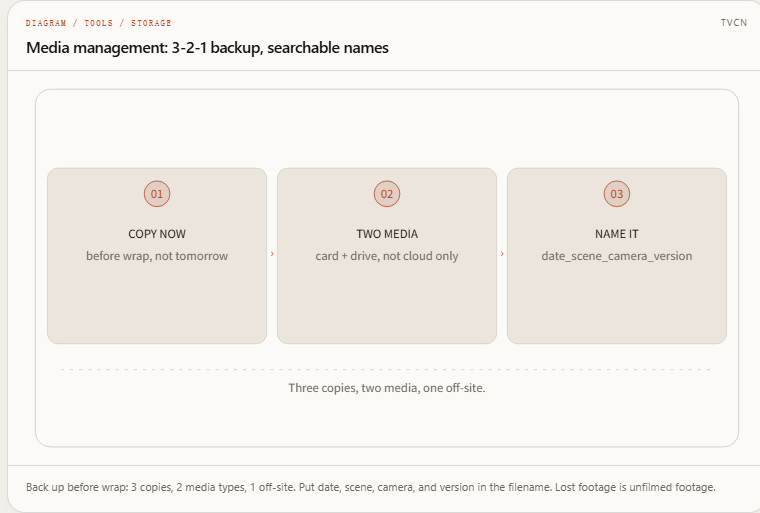 DIAGRAM / TOOLS / STORAGE
TVCN
Media management: 3-2-1 backup, searchable names
01
COPY NOW
before wrap, not tomorrow
›
02
TWO MEDIA
card + drive, not cloud only
›
03
NAME IT
date_scene_camera_version
Three copies, two media, one off-site.
Back up before wrap: 3 copies, 2 media types, 1 off-site. Put date, scene, camera, and version in the filename. Lost footage is unfilmed footage.